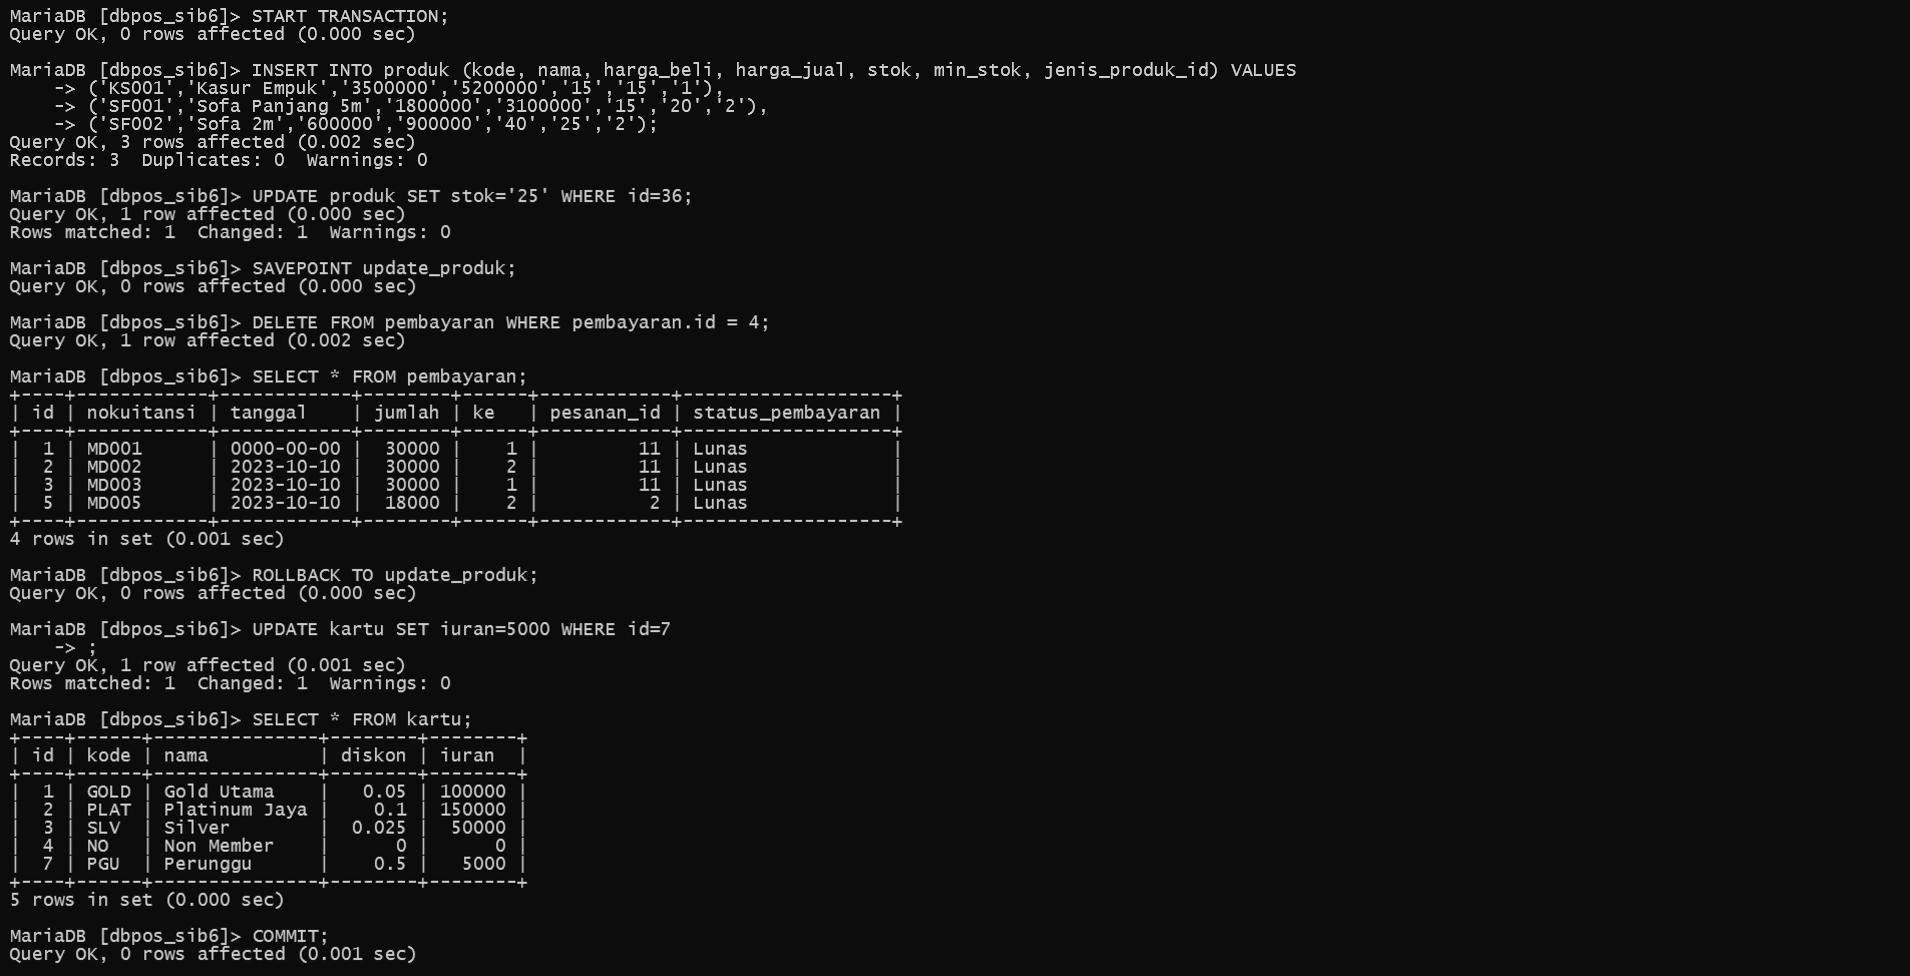 MariaDB [dbpos_sib6]> START TRANSACTION;
Query OK, 0 rows affected (0.000 sec)
MariaDB [dbpos_sib6]> INSERT INTO produk (kode, nama, harga_beli, harga_jual, stok, min_stok, jenis_produk_id) VALUES
    -> ('KS001','Kasur Empuk','3500000','5200000','15','15','1'),
    -> ('SF001','Sofa Panjang 5m','1800000','3100000','15','20','2'),
    -> ('SF002','Sofa 2m','600000','900000','40','25','2');
Query OK, 3 rows affected (0.002 sec)
Records: 3  Duplicates: 0  Warnings: 0
MariaDB [dbpos_sib6]> UPDATE produk SET stok='25' WHERE id=36;
Query OK, 1 row affected (0.000 sec)
Rows matched: 1  Changed: 1  Warnings: 0
MariaDB [dbpos_sib6]> SAVEPOINT update_produk;
Query OK, 0 rows affected (0.000 sec)
MariaDB [dbpos_sib6]> DELETE FROM pembayaran WHERE pembayaran.id = 4;
Query OK, 1 row affected (0.002 sec)
MariaDB [dbpos_sib6]> SELECT * FROM pembayaran;
+----+------------+------------+--------+------+------------+-------------------+
| id | nokuitansi | tanggal    | jumlah | ke   | pesanan_id | status_pembayaran |
+----+------------+------------+--------+------+------------+-------------------+
|  1 | MD001      | 0000-00-00 |  30000 |    1 |         11 | Lunas             |
|  2 | MD002      | 2023-10-10 |  30000 |    2 |         11 | Lunas             |
|  3 | MD003      | 2023-10-10 |  30000 |    1 |         11 | Lunas             |
|  5 | MD005      | 2023-10-10 |  18000 |    2 |          2 | Lunas             |
+----+------------+------------+--------+------+------------+-------------------+
4 rows in set (0.001 sec)
MariaDB [dbpos_sib6]> ROLLBACK TO update_produk;
Query OK, 0 rows affected (0.000 sec)
MariaDB [dbpos_sib6]> UPDATE kartu SET iuran=5000 WHERE id=7
    -> ;
Query OK, 1 row affected (0.001 sec)
Rows matched: 1  Changed: 1  Warnings: 0
MariaDB [dbpos_sib6]> SELECT * FROM kartu;
+----+------+---------------+--------+--------+
| id | kode | nama          | diskon | iuran  |
+----+------+---------------+--------+--------+
|  1 | GOLD | Gold Utama    |   0.05 | 100000 |
|  2 | PLAT | Platinum Jaya |    0.1 | 150000 |
|  3 | SLV  | Silver        |  0.025 |  50000 |
|  4 | NO   | Non Member    |      0 |      0 |
|  7 | PGU  | Perunggu      |    0.5 |   5000 |
+----+------+---------------+--------+--------+
5 rows in set (0.000 sec)
MariaDB [dbpos_sib6]> COMMIT;
Query OK, 0 rows affected (0.001 sec)